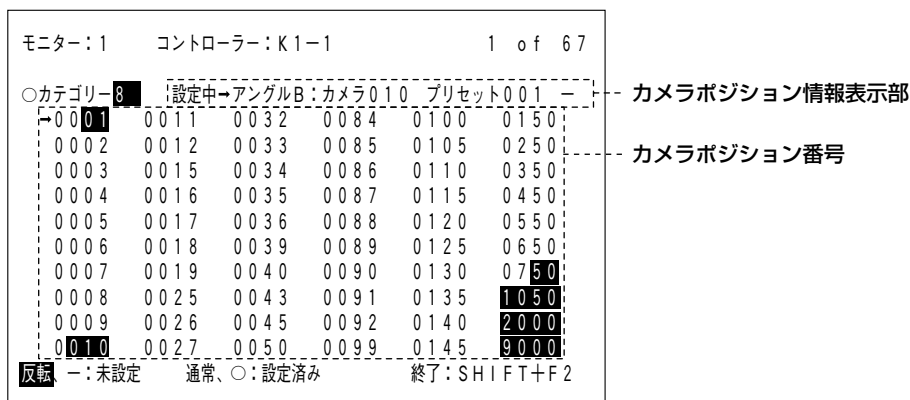 モニター：1 コントローラー：K1－1 1 of 67
○カテゴリー8 設定中→アングルB：カメラ010 プリセット001 － カメラポジション情報表示部
→0001 0011 0032 0084 0100 0150
0002 0012 0033 0085 0105 0250 カメラポジション番号
0003 0015 0034 0086 0110 0350
0004 0016 0035 0087 0115 0450
0005 0017 0036 0088 0120 0550
0006 0018 0039 0089 0125 0650
0007 0019 0040 0090 0130 0750
0008 0025 0043 0091 0135 1050
0009 0026 0045 0092 0140 2000
0010 0027 0050 0099 0145 9000
反転、－：未設定 通常、○：設定済み 終了：SHIFT＋F2